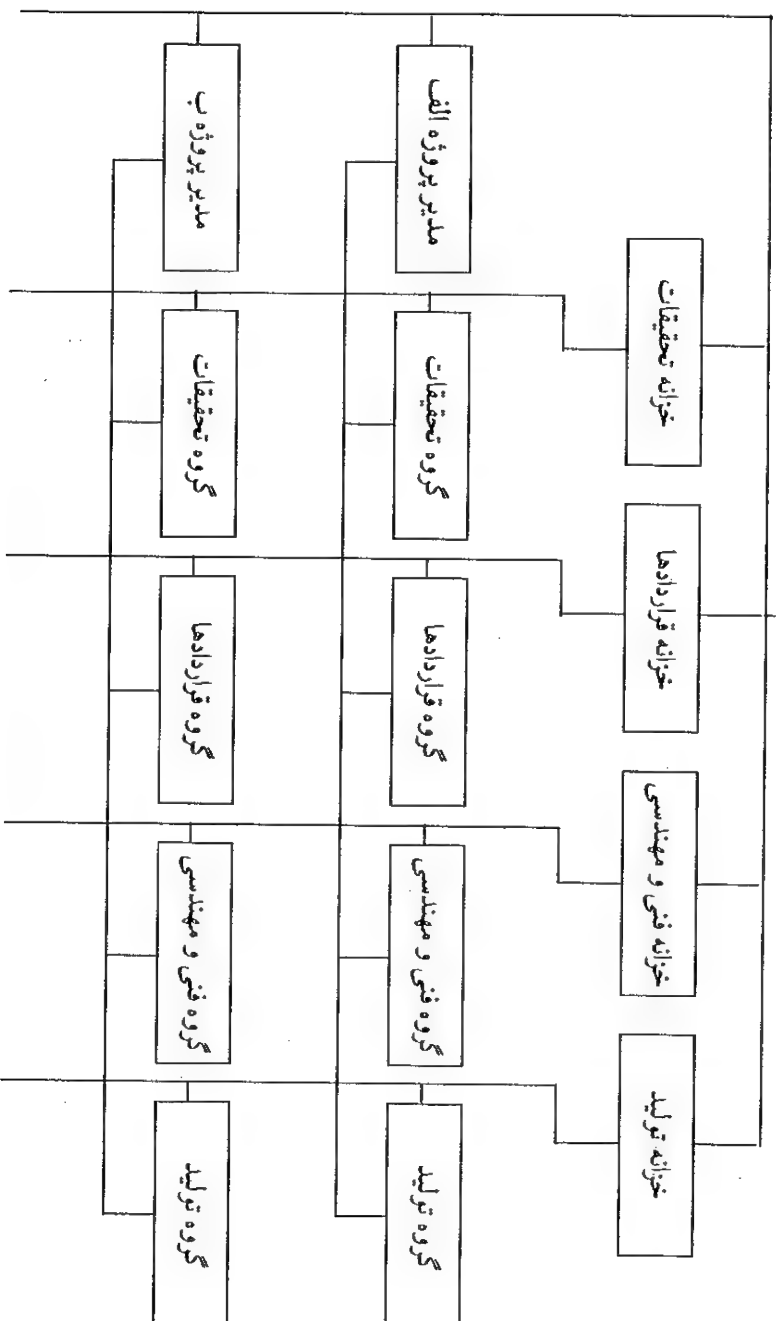 خزانه تولید
خزانه فنی و مهندسی
خزانه قراردادها
خزانه تحقیقات
گروه تولید
گروه فنی و مهندسی
گروه قراردادها
گروه تحقیقات
مدیر پروژه الف
گروه تولید
گروه فنی و مهندسی
گروه قراردادها
گروه تحقیقات
مدیر پروژه ب